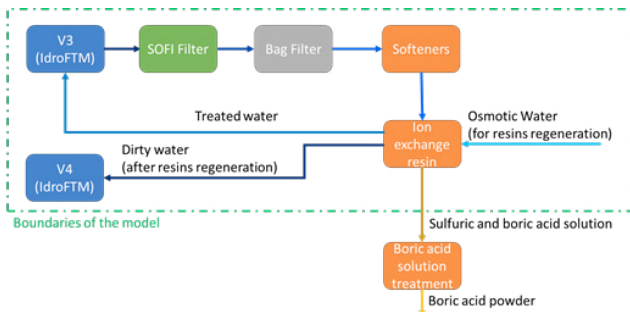 V3
(IdroFTM)
SOFI Filter
Bag Filter
Softeners
Treated water
Ion
exchange
resin
Osmotic Water
(for resins regeneration)
Dirty water
(after resins regeneration)
V4
(IdroFTM)
Boundaries of the model
Sulfuric and boric acid solution
Boric acid
solution
treatment
Boric acid powder